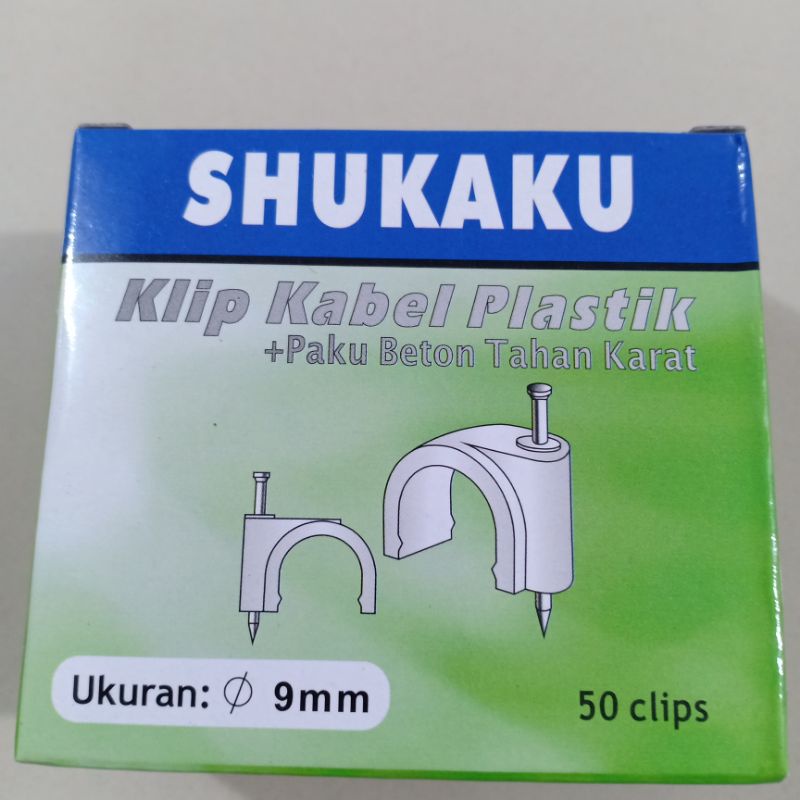 SHUKAKU
Klip Kabel Plastik
+Paku Beton Tahan Karat
Ukuran: ∅ 9mm
50 clips